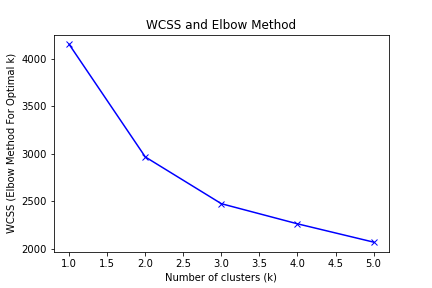 WCSS and Elbow Method
WCSS (Elbow Method For Optimal k)
4000
3500
3000
2500
2000
1.0 1.5 2.0 2.5 3.0 3.5 4.0 4.5 5.0
Number of clusters (k)